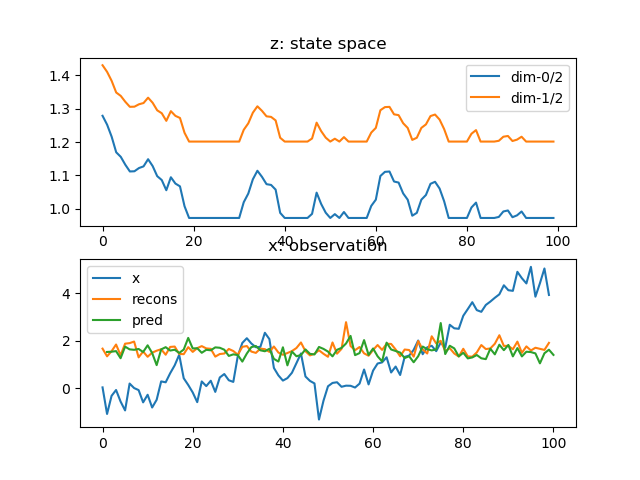 z: state space
1.4
1.3
1.2
1.1
1.0
dim-0/2
dim-1/2
0 20 40 60 80 100
x: observation
4
2
0
x
recons
pred
0 20 40 60 80 100